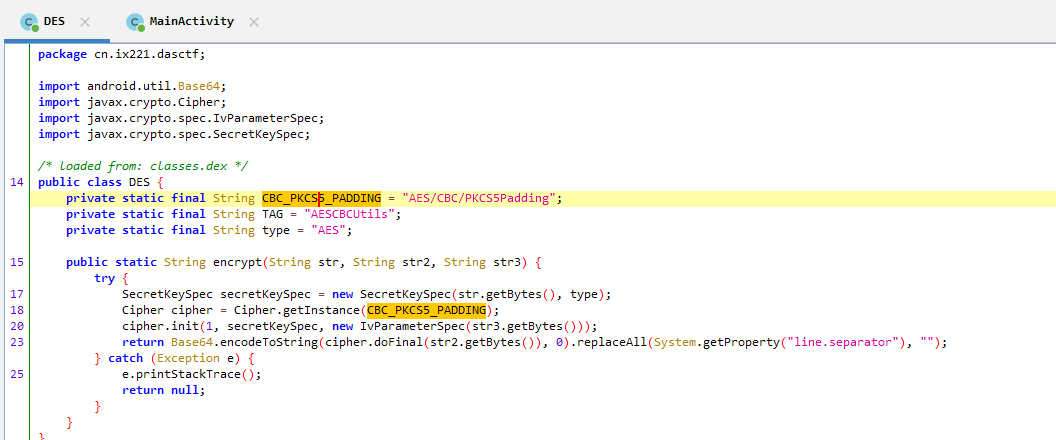 DES
MainActivity
package cn.ix221.dasctf;
import android.util.Base64;
import javax.crypto.Cipher;
import javax.crypto.spec.IvParameterSpec;
import javax.crypto.spec.SecretKeySpec;
/* loaded from: classes.dex */
14 public class DES {
private static final String CBC_PKCS5_PADDING = "AES/CBC/PKCS5Padding";
private static final String TAG = "AESCBCUtils";
private static final String type = "AES";
15 public static String encrypt(String str, String str2, String str3) {
try {
17 SecretKeySpec secretKeySpec = new SecretKeySpec(str.getBytes(), type);
18 Cipher cipher = Cipher.getInstance(CBC_PKCS5_PADDING);
20 cipher.init(1, secretKeySpec, new IvParameterSpec(str3.getBytes()));
23 return Base64.encodeToString(cipher.doFinal(str2.getBytes()), 0).replaceAll(System.getProperty("line.separator"), "");
} catch (Exception e) {
25 e.printStackTrace();
return null;
}
}
}